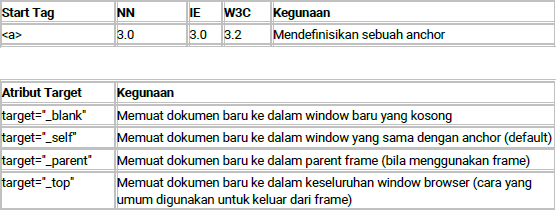 Start Tag NN IE W3C Kegunaan
<a> 3.0 3.0 3.2 Mendefinisikan sebuah anchor
Atribut Target Kegunaan
target="_blank" Memuat dokumen baru ke dalam window baru yang kosong
target="_self" Memuat dokumen baru ke dalam window yang sama dengan anchor (default)
target="_parent" Memuat dokumen baru ke dalam parent frame (bila menggunakan frame)
target="_top" Memuat dokumen baru ke dalam keseluruhan window browser (cara yang
umum digunakan untuk keluar dari frame)